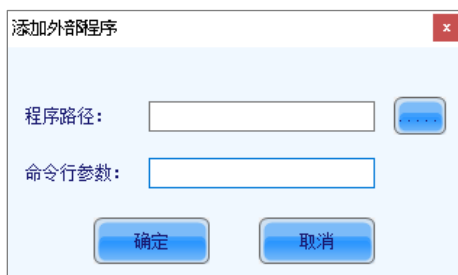 添加外部程序
x
程序路径：
.....
命令行参数：
确定
取消